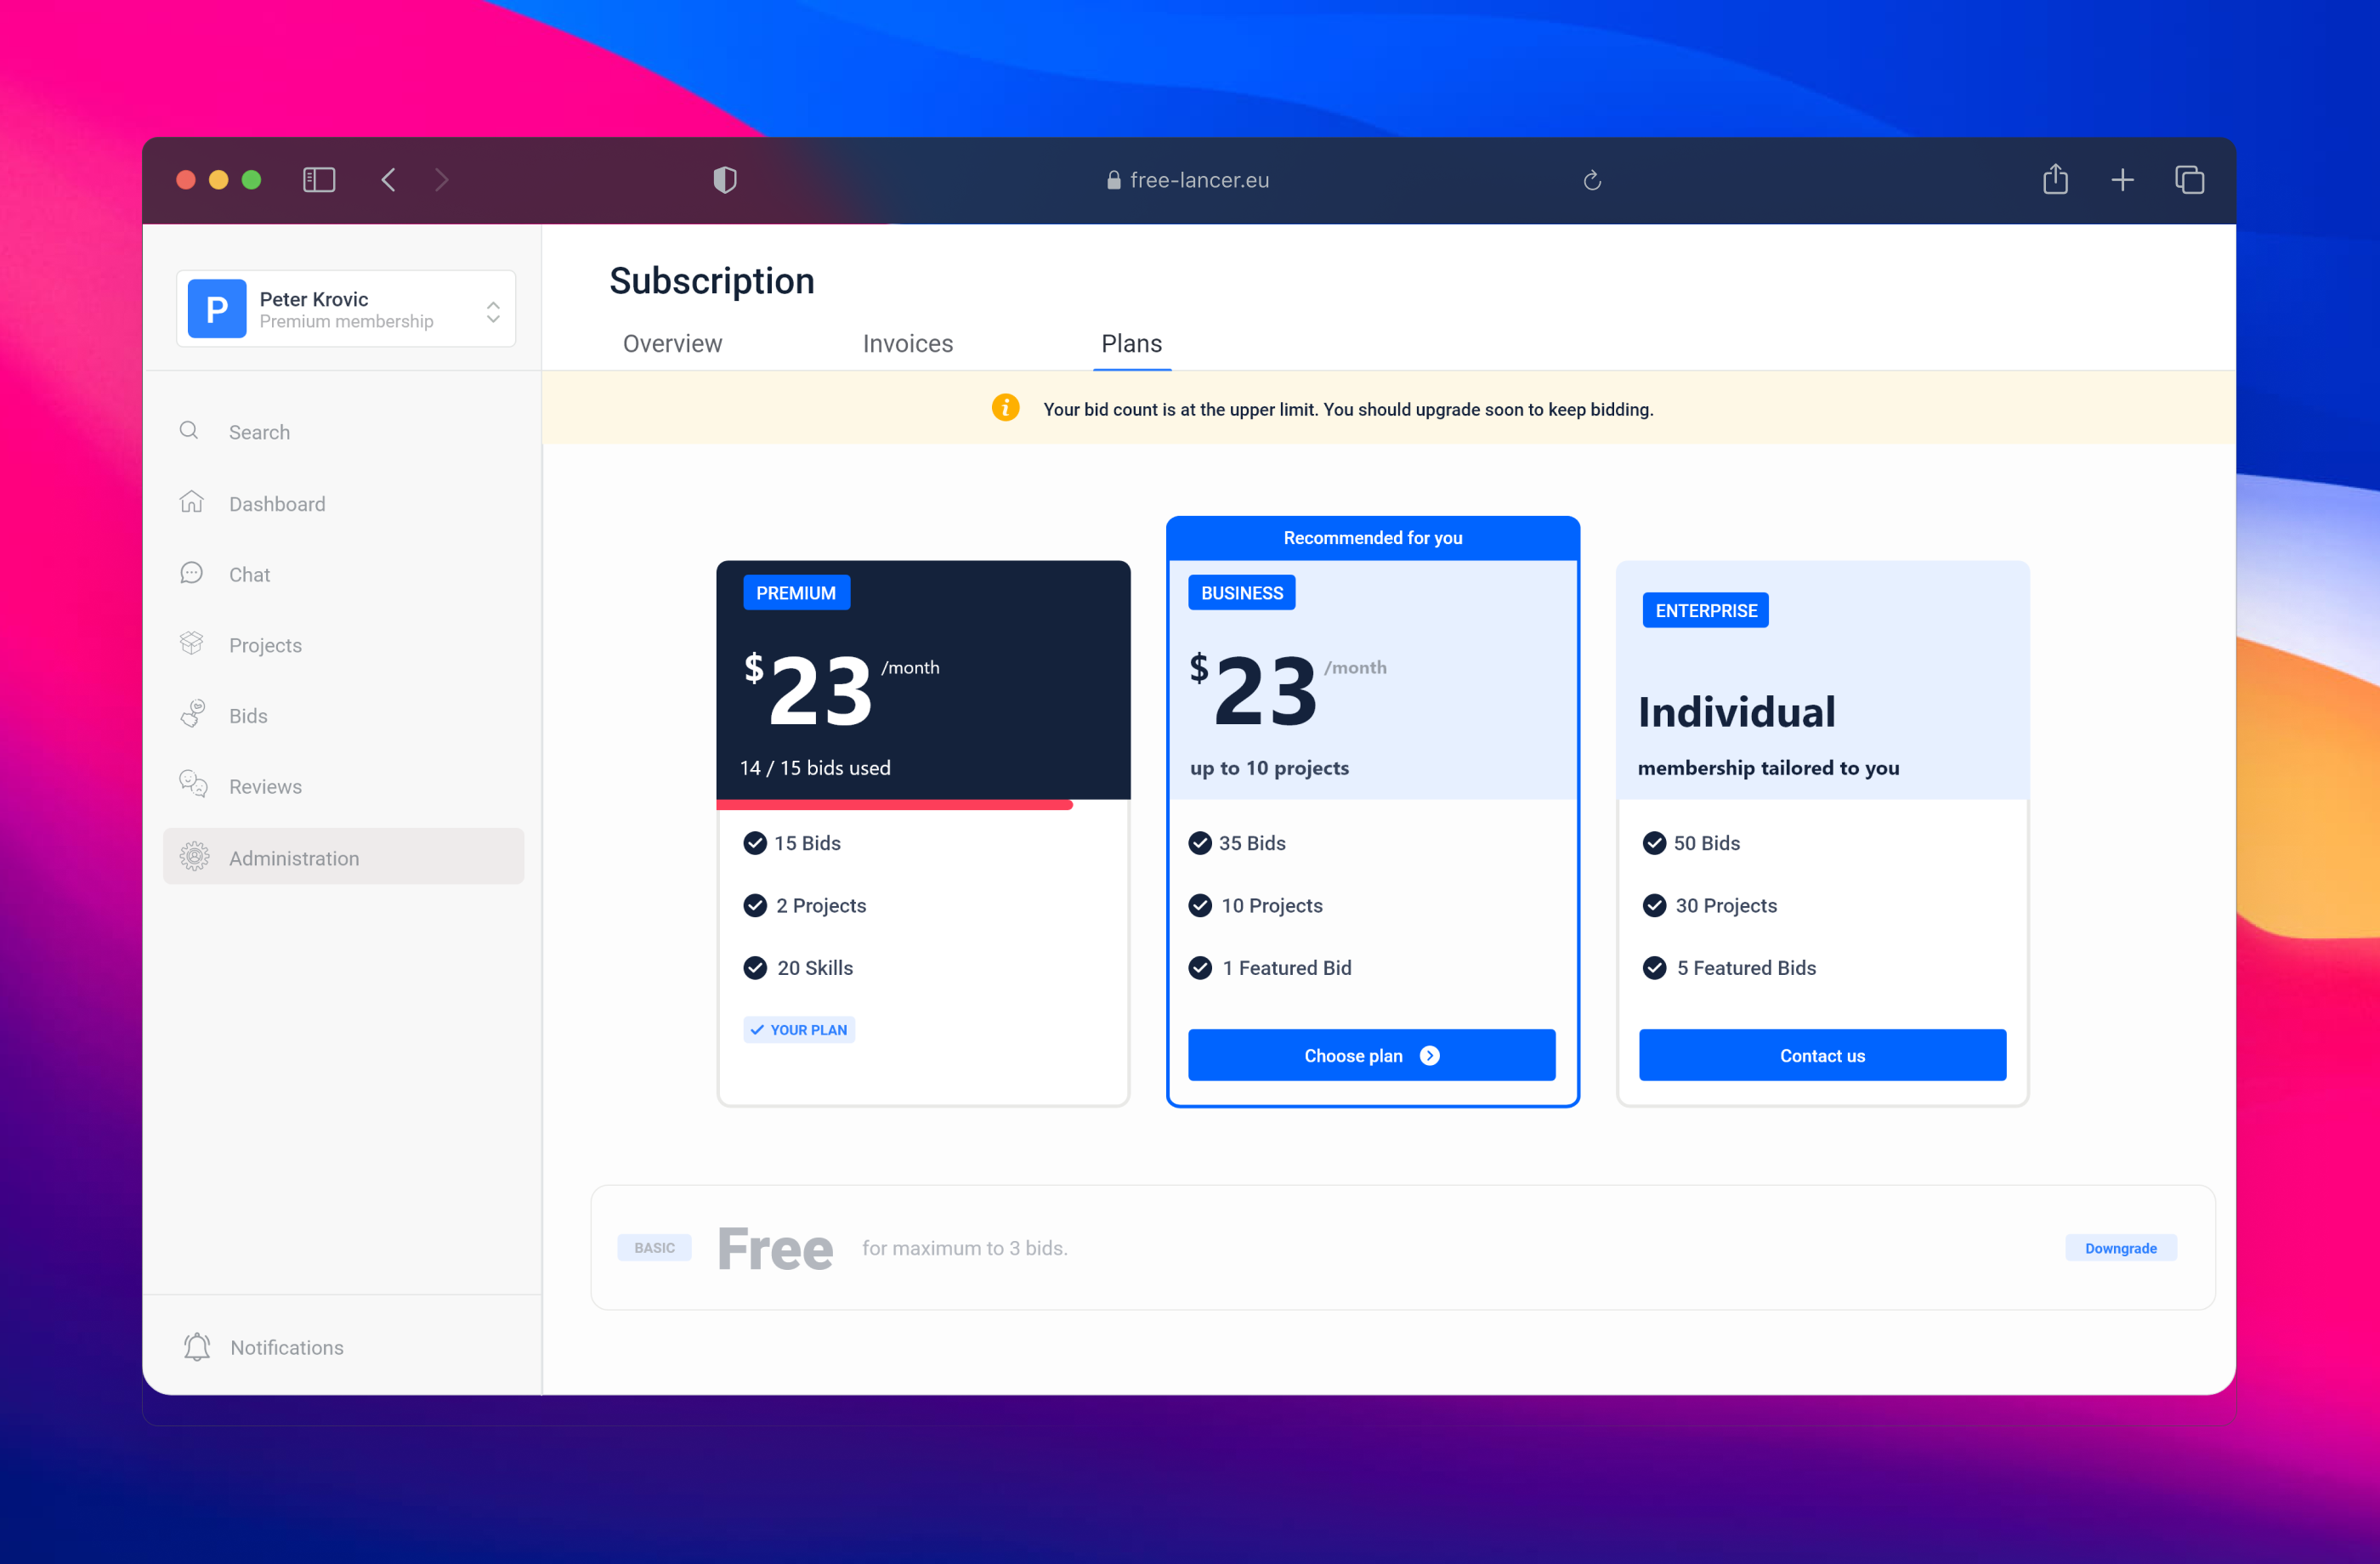 free-lancer.eu
P
Peter Krovic
Premium membership
Search
Dashboard
Chat
Projects
Bids
Reviews
Administration
Notifications
Subscription
Overview
Invoices
Plans
i Your bid count is at the upper limit. You should upgrade soon to keep bidding.
PREMIUM
$23 /month
14 / 15 bids used
15 Bids
2 Projects
20 Skills
YOUR PLAN
Recommended for you
BUSINESS
$23 /month
up to 10 projects
35 Bids
10 Projects
1 Featured Bid
Choose plan
ENTERPRISE
Individual
membership tailored to you
50 Bids
30 Projects
5 Featured Bids
Contact us
BASIC Free for maximum to 3 bids. Downgrade